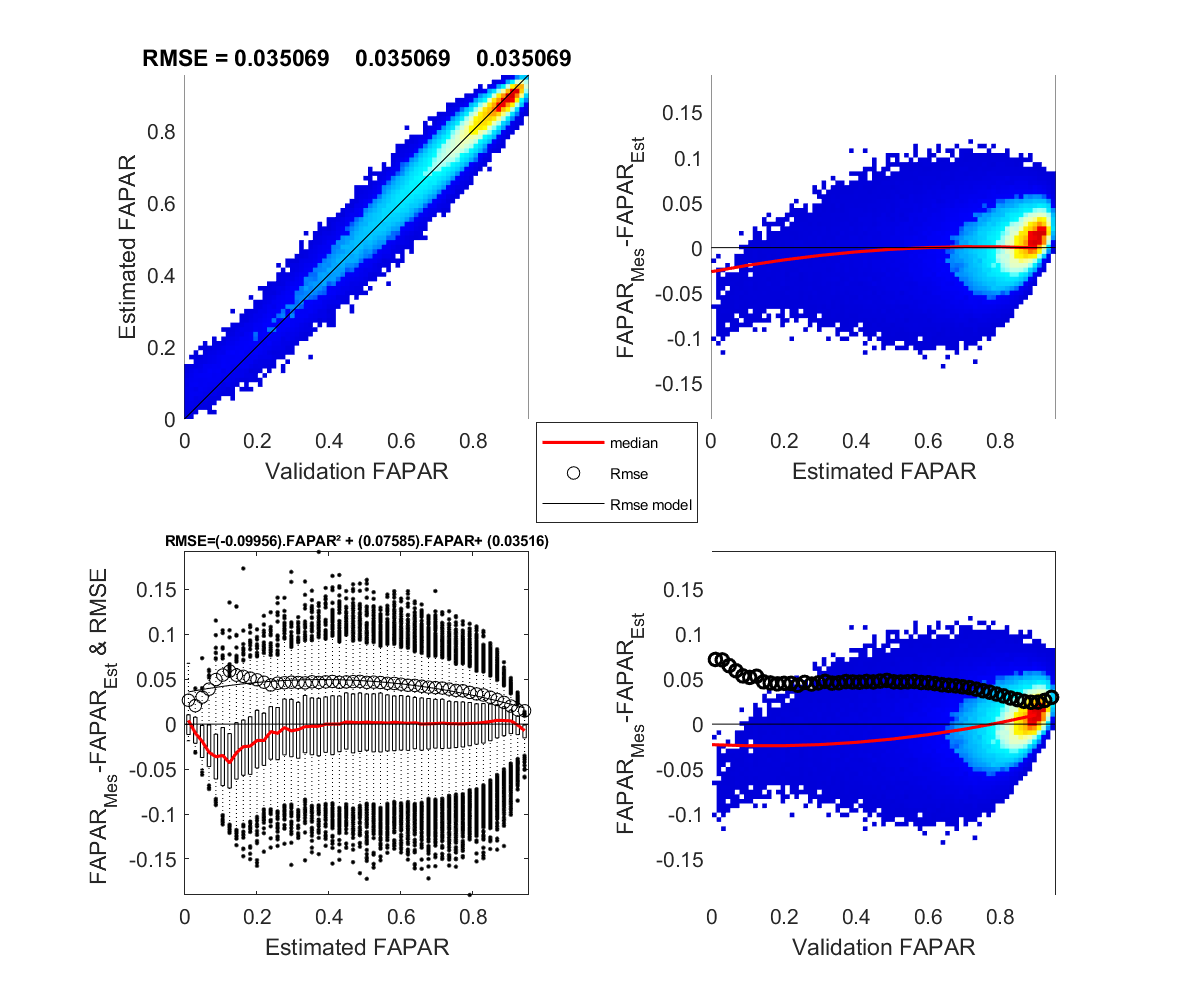 RMSE = 0.035069 0.035069 0.035069
Estimated FAPAR
0.8
0.6
0.4
0.2
0
0 0.2 0.4 0.6 0.8
Validation FAPAR
FAPAR_Mes-FAPAR_Est
0.15
0.1
0.05
0
-0.05
-0.1
-0.15
0 0.2 0.4 0.6 0.8
Estimated FAPAR
median
Rmse
Rmse model
RMSE=(-0.09956).FAPAR² + (0.07585).FAPAR+ (0.03516)
FAPAR_Mes-FAPAR_Est & RMSE
0.15
0.1
0.05
0
-0.05
-0.1
-0.15
0 0.2 0.4 0.6 0.8
Estimated FAPAR
FAPAR_Mes-FAPAR_Est
0.15
0.1
0.05
0
-0.05
-0.1
-0.15
0 0.2 0.4 0.6 0.8
Validation FAPAR